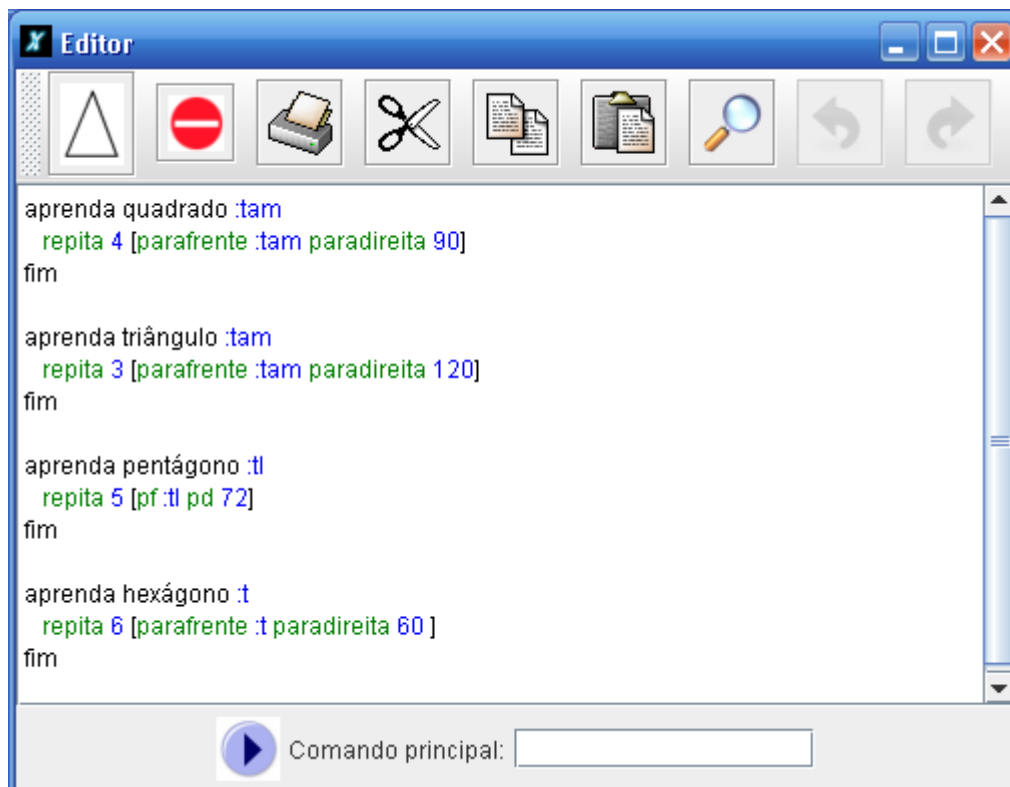 Editor
aprenda quadrado :tam
repita 4 [parafrente :tam paradireita 90]
fim
aprenda triângulo :tam
repita 3 [parafrente :tam paradireita 120]
fim
aprenda pentágono :tl
repita 5 [pf :tl pd 72]
fim
aprenda hexágono :t
repita 6 [parafrente :t paradireita 60 ]
fim
Comando principal: